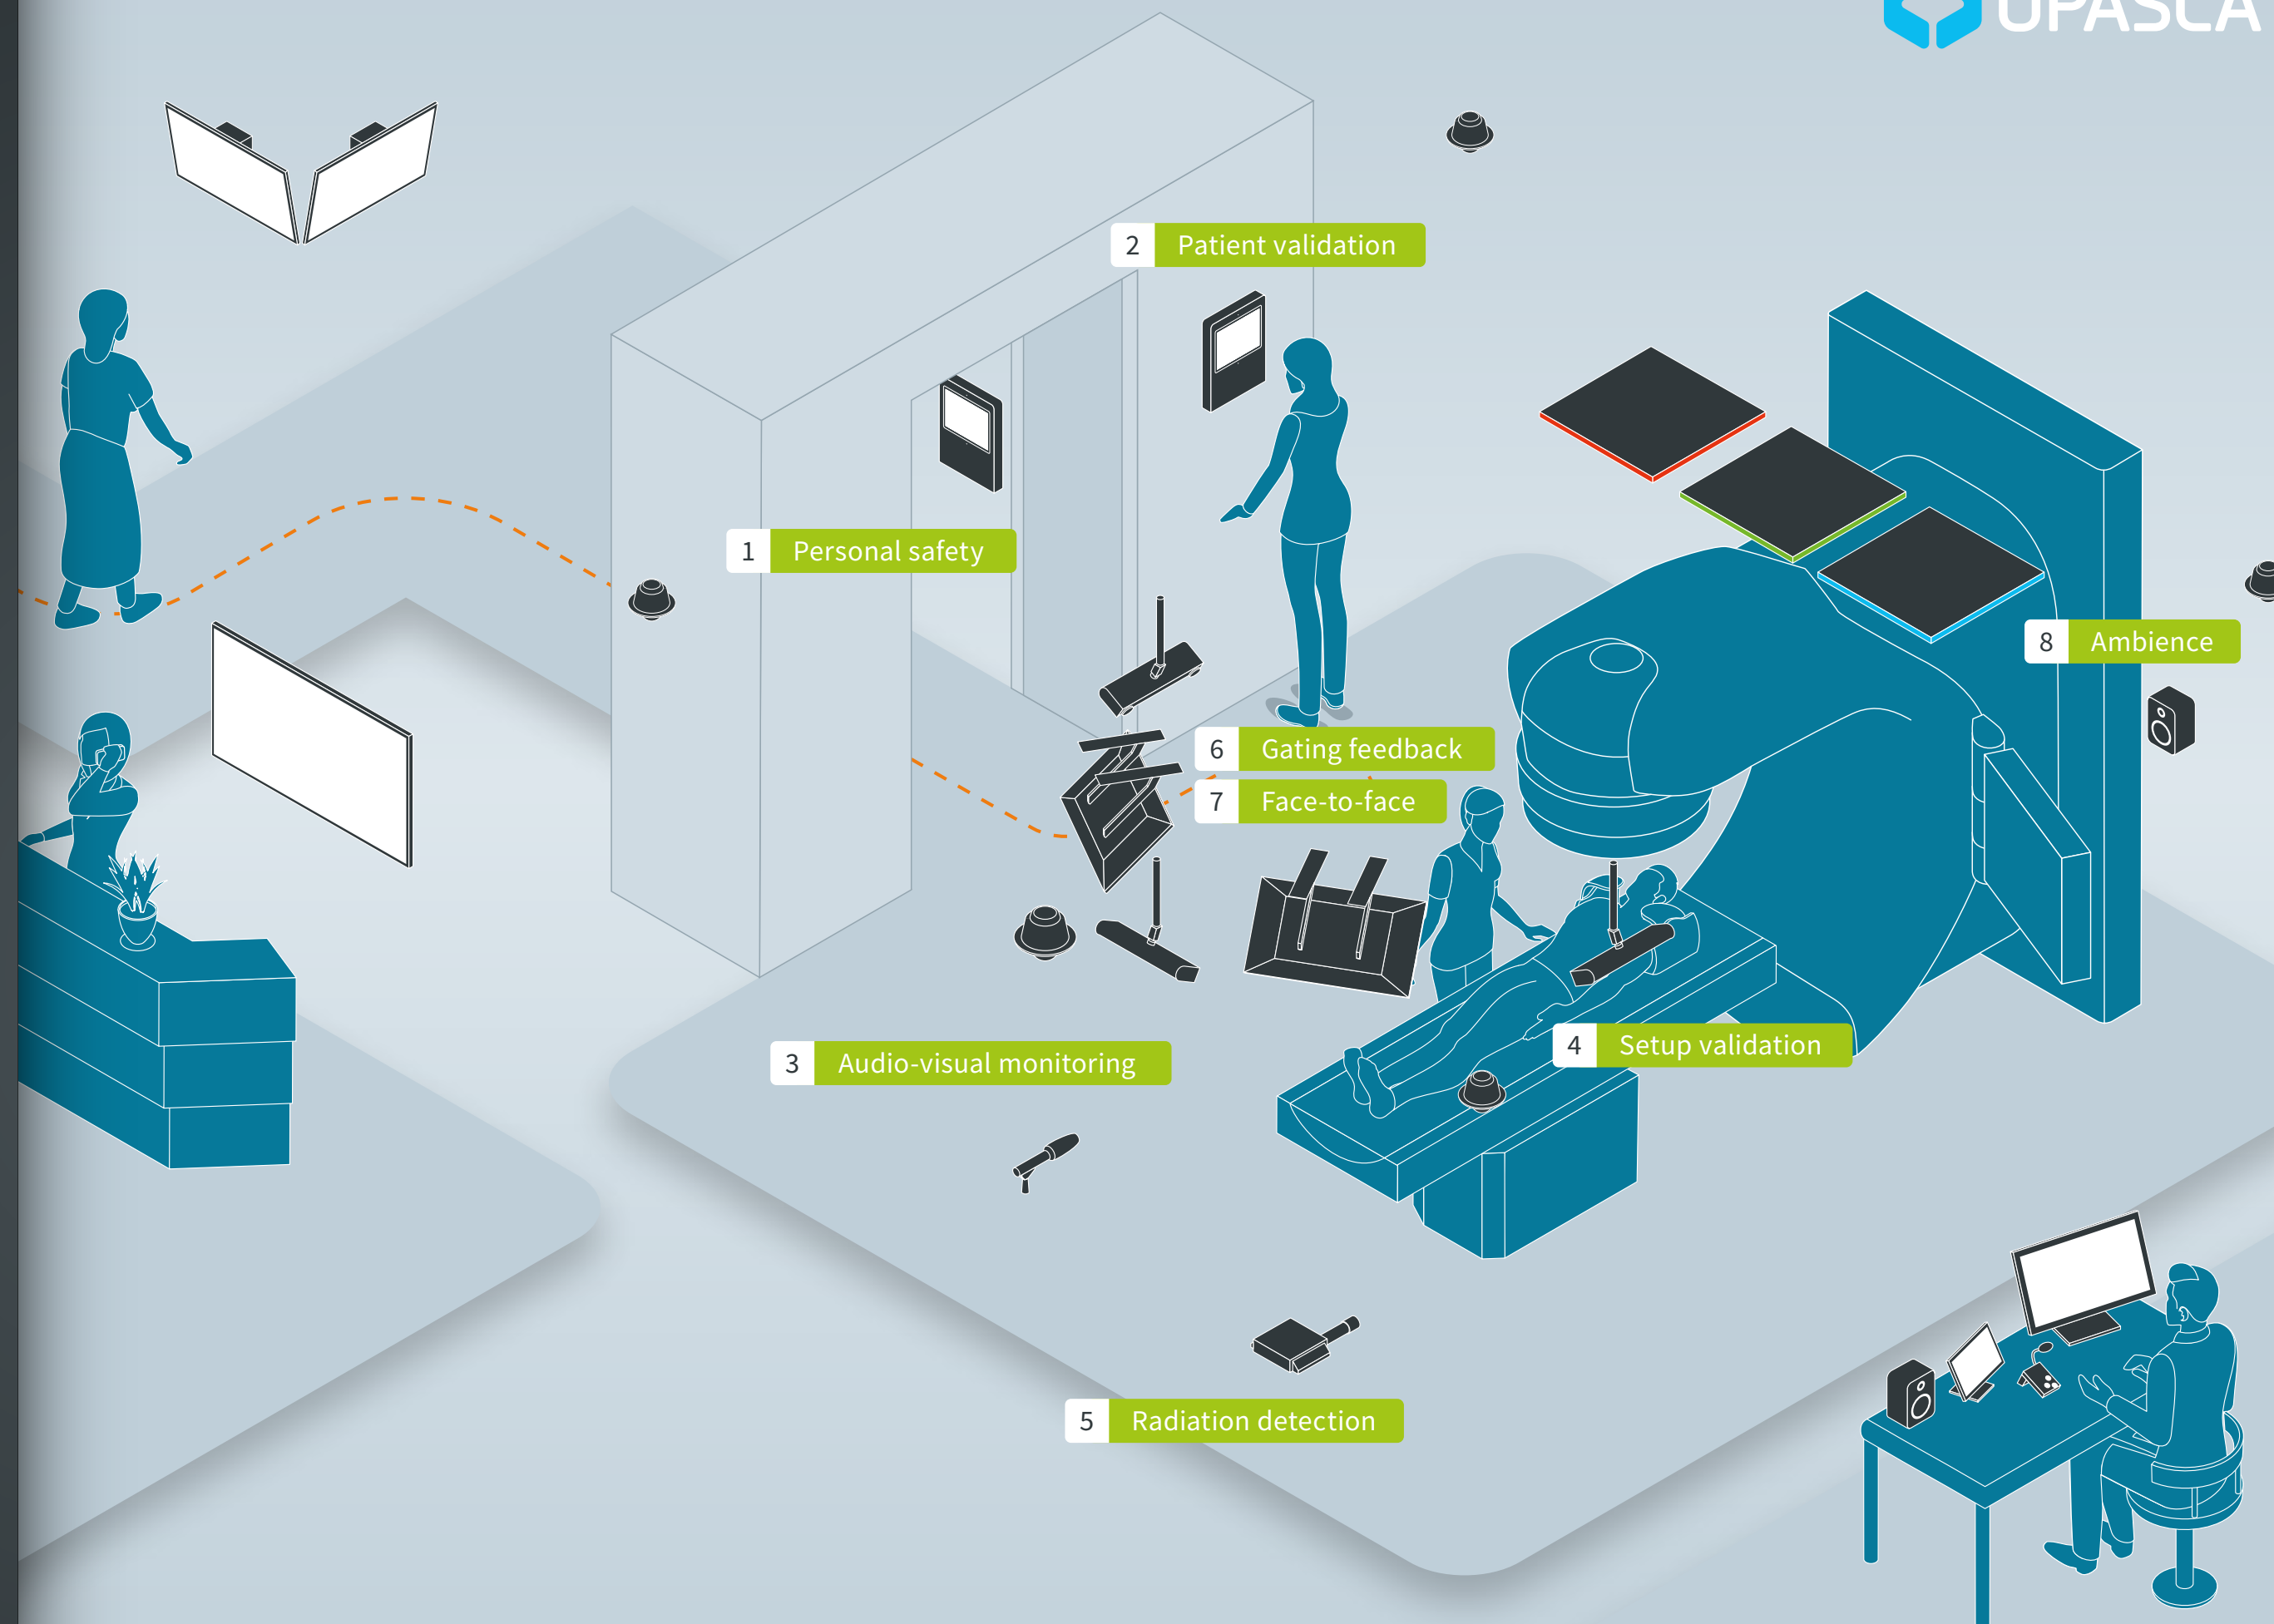 OPASCA
2 Patient validation
1 Personal safety
8 Ambience
6 Gating feedback
7 Face-to-face
4 Setup validation
3 Audio-visual monitoring
5 Radiation detection